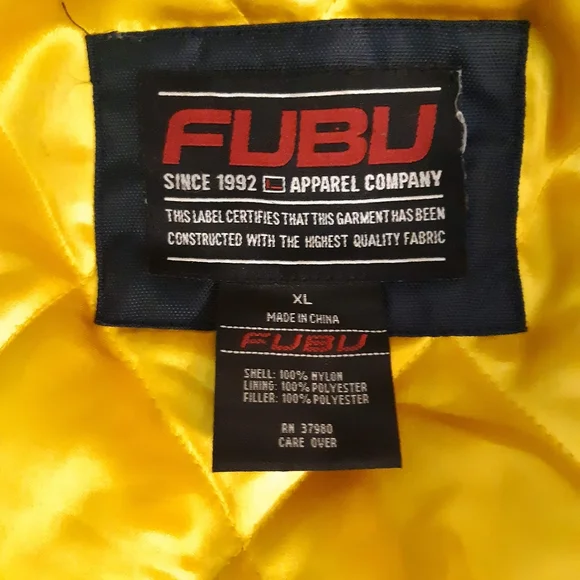 FUBU
SINCE 1992 APPAREL COMPANY
THIS LABEL CERTIFIES THAT THIS GARMENT HAS BEEN
CONSTRUCTED WITH THE HIGHEST QUALITY FABRIC
XL
MADE IN CHINA
FUBU
SHELL: 100% NYLON
LINING: 100% POLYESTER
FILLER: 100% POLYESTER
RN 37980
CARE OVER